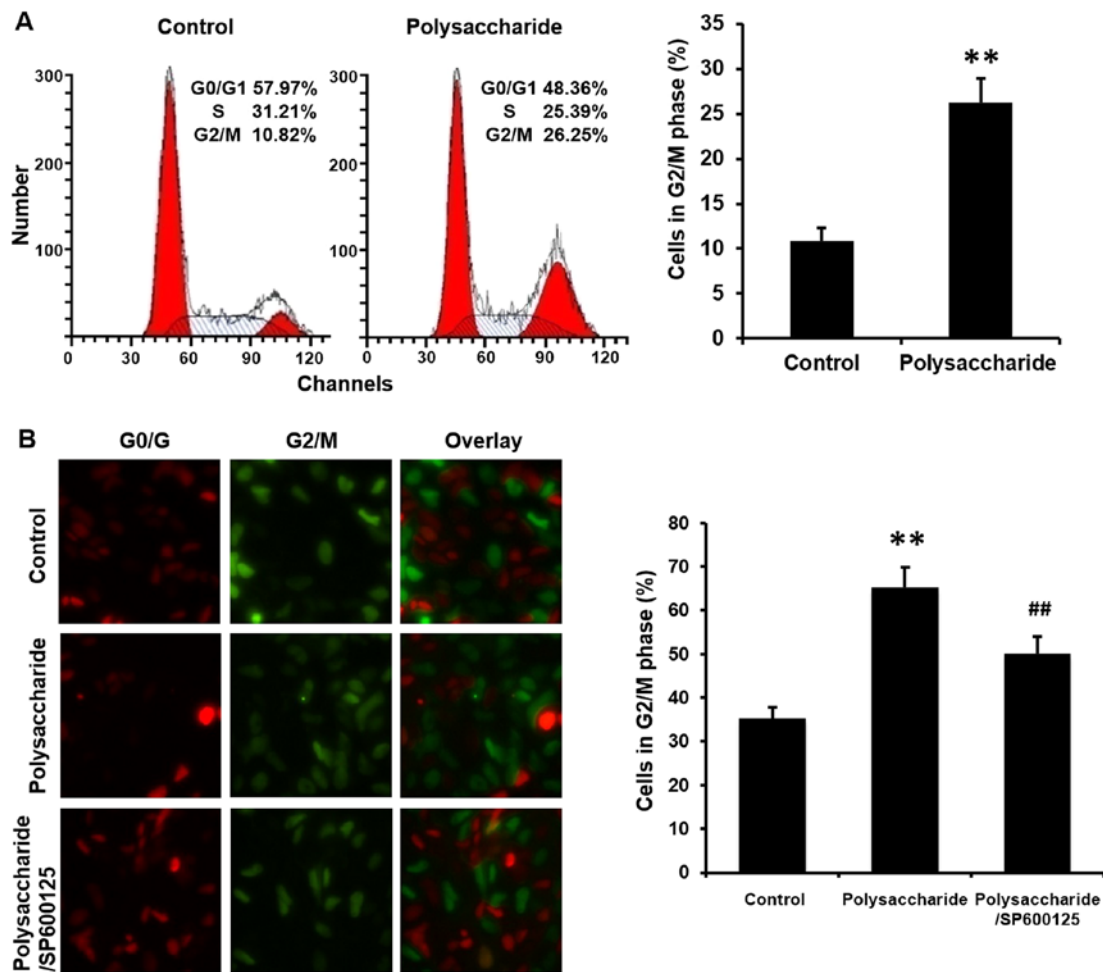 A
Control
Polysaccharide
Number
300
200
100
G0/G1 57.97%
S 31.21%
G2/M 10.82%
0 30 60 90 120
300
200
100
G0/G1 48.36%
S 25.39%
G2/M 26.25%
0 30 60 90 120
Channels
Cells in G2/M phase (%)
35
30
25
20
15
10
5
0
**
Control
Polysaccharide
B
G0/G
G2/M
Overlay
Control
Polysaccharide
Polysaccharide
/SP600125
Cells in G2/M phase (%)
80
70
60
50
40
30
20
10
0
**
##
Control
Polysaccharide
Polysaccharide
/SP600125